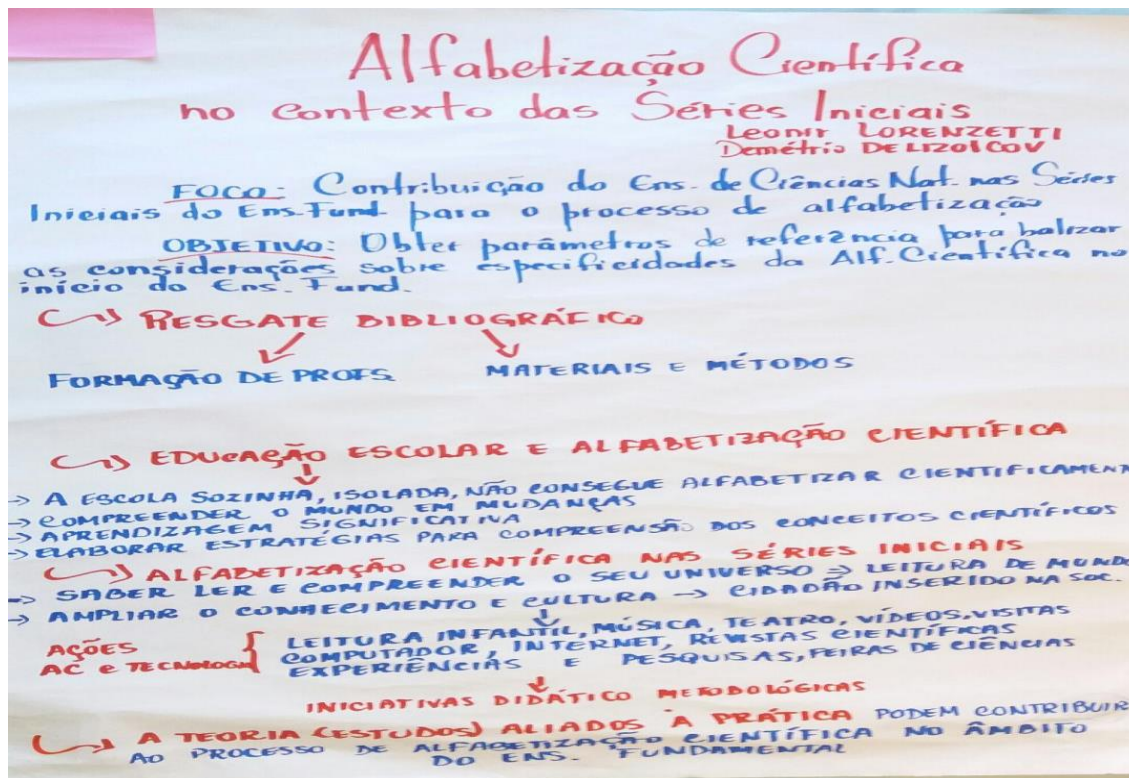 Alfabetização Científica
no contexto das Séries Iniciais
Leonir LORENZETTI
Demétrio DELIZOICOV
FOCO: Contribuição do Ens. de Ciências Nat. nas Séries
Iniciais do Ens. Fund. para o processo de alfabetização
OBJETIVO: Obter parâmetros de referência para balizar
as considerações sobre especificidades da Alf. Científica no
início do Ens. Fund.
RESGATE BIBLIOGRÁFICO
FORMAÇÃO DE PROFS. MATERIAIS E MÉTODOS
EDUCAÇÃO ESCOLAR E ALFABETIZAÇÃO CIENTÍFICA
→ A ESCOLA SOZINHA, ISOLADA, NÃO CONSEGUE ALFABETIZAR CIENTIFICAMENT
→ COMPREENDER O MUNDO EM MUDANÇAS
→ APRENDIZAGEM SIGNIFICATIVA
→ ELABORAR ESTRATÉGIAS PARA COMPREENSÃO DOS CONCEITOS CIENTÍFICOS
ALFABETIZAÇÃO CIENTÍFICA NAS SÉRIES INICIAIS
→ SABER LER E COMPREENDER O SEU UNIVERSO ⇒ LEITURA DE MUNDO
→ AMPLIAR O CONHECIMENTO E CULTURA → CIDADÃO INSERIDO NA SOC.
AÇÕES
AC e TECNOLOGIA
LEITURA INFANTIL, MÚSICA, TEATRO, VÍDEOS, VISITAS
COMPUTADOR, INTERNET, REVISTAS CIENTÍFICAS
EXPERIÊNCIAS E PESQUISAS, FEIRAS DE CIÊNCIAS
INICIATIVAS DIDÁTICO METODOLÓGICAS
A TEORIA (ESTUDOS) ALIADOS À PRÁTICA PODEM CONTRIBUIR
AO PROCESSO DE ALFABETIZAÇÃO CIENTÍFICA NO ÂMBITO
DO ENS. FUNDAMENTAL